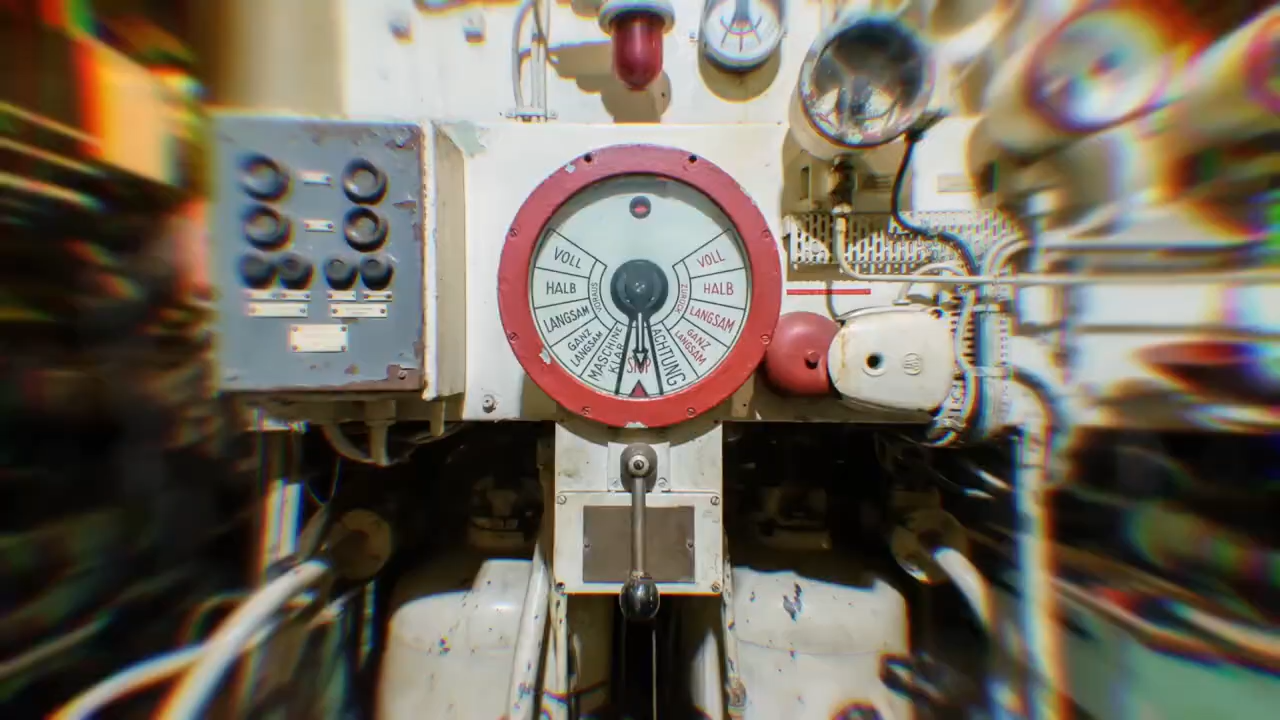 VOLL
HALB
LANGSAM
GANZ
LANGSAM
VORAUS
MASCHINE
KLAR
STOP
ACHTUNG
ZURÜCK
VOLL
HALB
LANGSAM
GANZ
LANGSAM